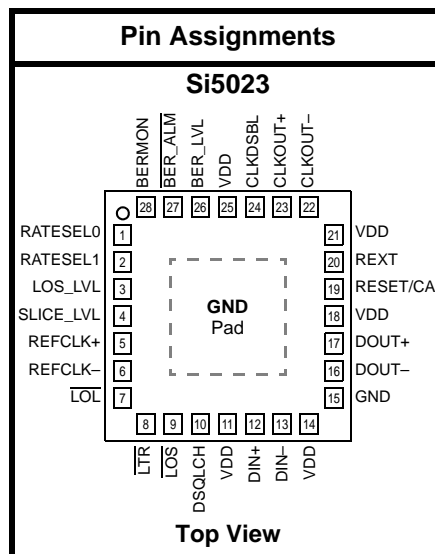 Pin Assignments
Si5023
BERMON
BER_ALM
BER_LVL
VDD
CLKDSBL
CLKOUT+
CLKOUT–
28 27 26 25 24 23 22
RATESEL0 1
RATESEL1 2
LOS_LVL 3
SLICE_LVL 4
REFCLK+ 5
REFCLK– 6
LOL 7
GND
Pad
21 VDD
20 REXT
19 RESET/CA
18 VDD
17 DOUT+
16 DOUT–
15 GND
8 9 10 11 12 13 14
LTR
LOS
DSQLCH
VDD
DIN+
DIN–
VDD
Top View